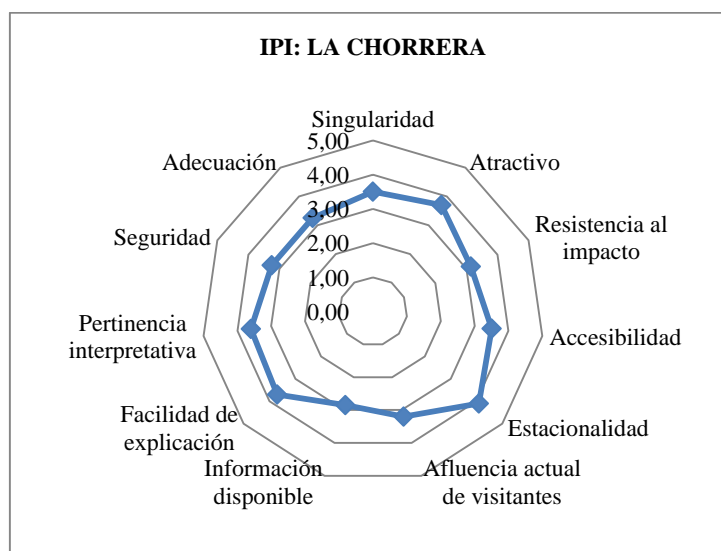 IPI: LA CHORRERA
Singularidad
5,00
4,00
3,00
2,00
1,00
0,00
Atractivo
Resistencia al
impacto
Accesibilidad
Estacionalidad
Afluencia actual
de visitantes
Información
disponible
Facilidad de
explicación
Pertinencia
interpretativa
Seguridad
Adecuación